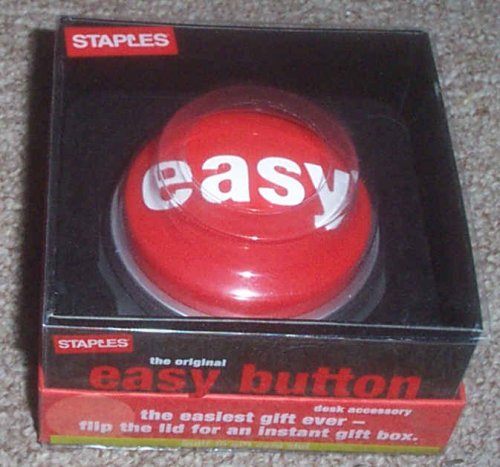 STAPLES
easy
STAPLES
the original
easy button
desk accessory
the easiest gift ever –
flip the lid for an instant gift box.